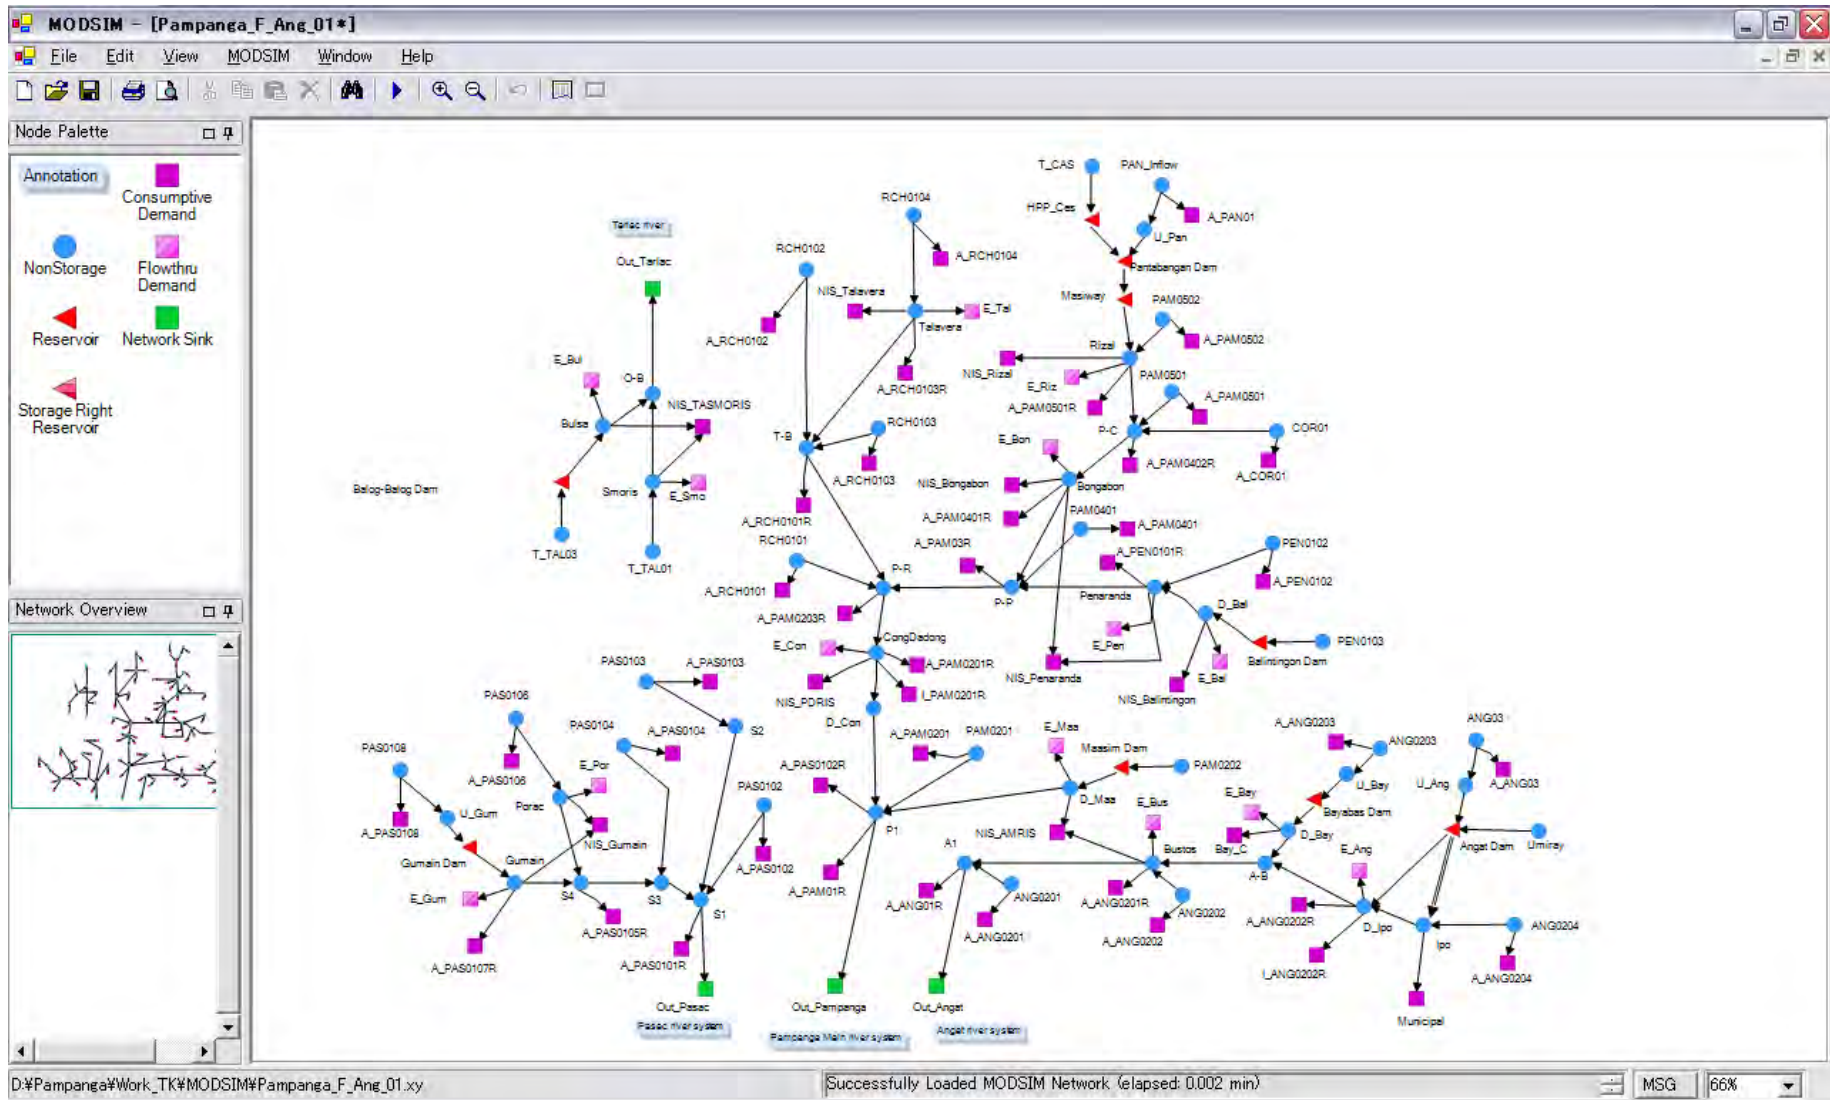 MODSIM - [Pampanga_F_Ang_01*]
File Edit View MODSIM Window Help
Node Palette
Annotation
Consumptive
Demand
NonStorage
Flowthru
Demand
Reservoir
Network Sink
Storage Right
Reservoir
Network Overview
T_CAS
PAN_Inflow
HPP_Cas
A_PAN01
U_Pan
Pantabangan Dam
Masiway
PAM0502
Rizal
A_PAM0502
NIS_Rizal
E_Riz
PAM0501
A_PAM0501R
A_PAM0501
P-C
COR01
A_PAM0402R
A_COR01
E_Bon
NIS_Bongabon
Bongabon
A_PAM0401R
PAM0401
A_PAM0401
RCH0104
A_RCH0104
RCH0102
NIS_Talavera
E_Tal
Talavera
A_RCH0102
A_RCH0103R
T-B
RCH0103
A_RCH0103
A_RCH0101R
RCH0101
A_RCH0101
P-R
A_PAM03R
P-P
A_PAM0203R
Tarlac river
Out_Tarlac
E_Bul
O-B
NIS_TASMORIS
Bulsa
Balog-Balog Dam
Smoris
E_Smo
T_TAL03
T_TAL01
A_PEN0101R
PEN0102
A_PEN0102
Penaranda
D_Bal
E_Pen
PEN0103
Balintingon Dam
E_Bal
NIS_Penaranda
NIS_Balintingon
CongDadong
E_Con
A_PAM0201R
NIS_PDRIS
I_PAM0201R
D_Con
A_PAM0201
PAM0201
PAS0103
A_PAS0103
PAS0106
PAS0104
A_PAS0104
S2
PAS0108
A_PAS0106
E_Por
PAS0102
A_PAS0102R
U_Gum
Porac
A_PAS0108
NIS_Gumain
Gumain Dam
Gumain
A_PAS0102
E_Gum
S4
S3
S1
A_PAS0105R
A_PAS0107R
A_PAS0101R
Out_Pasac
Pasac river system
E_Maa
Maasim Dam
PAM0202
D_Maa
P1
NIS_AMRIS
A_PAM01R
A1
E_Bus
Bustos
A_ANG01R
ANG0201
A_ANG0201
A_ANG0201R
ANG0202
A_ANG0202
Out_Pampanga
Pampanga Main river system
Out_Angat
Angat river system
A_ANG0203
ANG0203
U_Bay
E_Bay
Bayabas Dam
D_Bay
Bay_C
A-B
ANG03
A_ANG03
U_Ang
Angat Dam
Umiray
E_Ang
A_ANG0202R
D_Ipo
Ipo
ANG0204
I_ANG0202R
A_ANG0204
Municipal
D:¥Pampanga¥Work_TK¥MODSIM¥Pampanga_F_Ang_01.xy
Successfully Loaded MODSIM Network (elapsed: 0.002 min)
MSG
66%